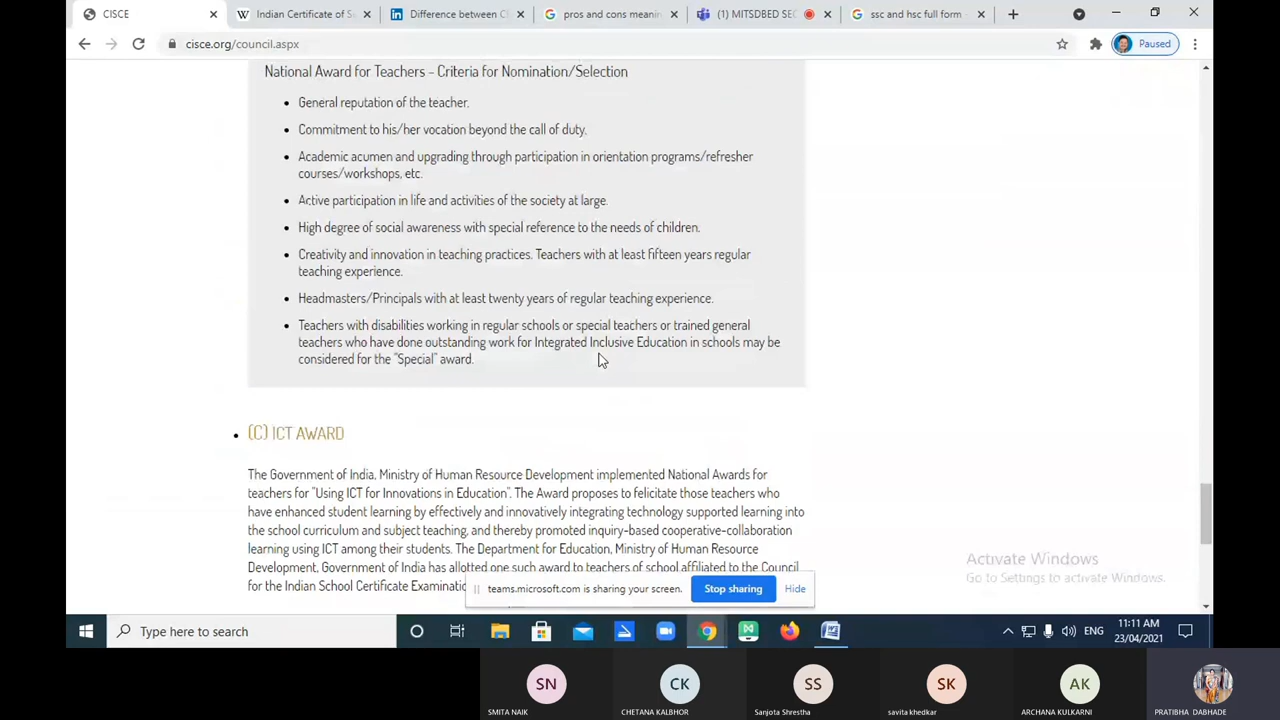 CISCE
Indian Certificate of Se
Difference between C
pros and cons meanin
(1) MITSDBED SEC
ssc and hsc full form
cisce.org/council.aspx
Paused
National Award for Teachers – Criteria for Nomination/Selection
General reputation of the teacher.
Commitment to his/her vocation beyond the call of duty.
Academic acumen and upgrading through participation in orientation programs/refresher
courses/workshops, etc.
Active participation in life and activities of the society at large.
High degree of social awareness with special reference to the needs of children.
Creativity and innovation in teaching practices. Teachers with at least fifteen years regular
teaching experience.
Headmasters/Principals with at least twenty years of regular teaching experience.
Teachers with disabilities working in regular schools or special teachers or trained general
teachers who have done outstanding work for Integrated Inclusive Education in schools may be
considered for the "Special" award.
(C) ICT AWARD
The Government of India, Ministry of Human Resource Development implemented National Awards for
teachers for "Using ICT for Innovations in Education". The Award proposes to felicitate those teachers who
have enhanced student learning by effectively and innovatively integrating technology supported learning into
the school curriculum and subject teaching, and thereby promoted inquiry-based cooperative-collaboration
learning using ICT among their students. The Department for Education, Ministry of Human Resource
Development, Government of India has allotted one such award to teachers of school affiliated to the Council
for the Indian School Certificate Examinatio
Activate Windows
Go to Settings to activate Windows.
teams.microsoft.com is sharing your screen.
Stop sharing
Hide
Type here to search
ENG
11:11 AM
23/04/2021
SN
CK
SS
SK
AK
SMITA NAIK
CHETANA KALBHOR
Sanjota Shrestha
savita khedkar
ARCHANA KULKARNI
PRATIBHA DABHADE